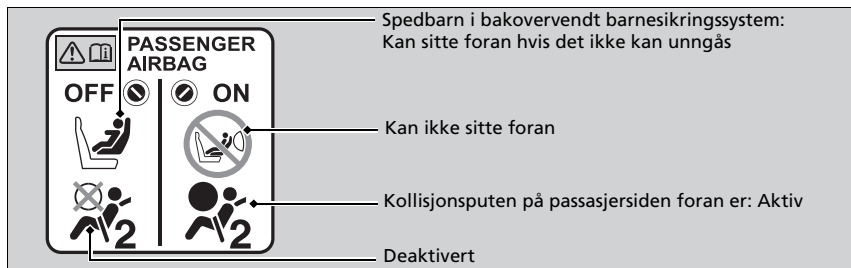 Spedbarn i bakovervendt barnesikringssystem:
Kan sitte foran hvis det ikke kan unngås
PASSENGER
AIRBAG
OFF ON
Kan ikke sitte foran
Kollisjonsputen på passasjersiden foran er: Aktiv
2 2
Deaktivert